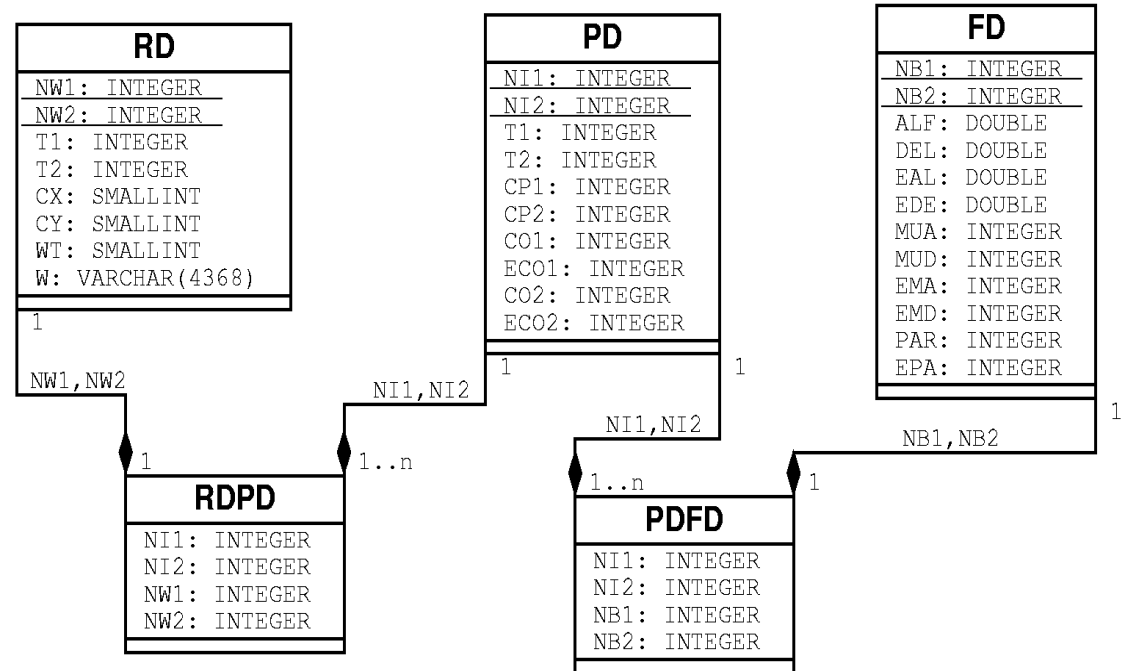 RD
NW1: INTEGER
NW2: INTEGER
T1: INTEGER
T2: INTEGER
CX: SMALLINT
CY: SMALLINT
WT: SMALLINT
W: VARCHAR(4368)
1
NW1,NW2
PD
NI1: INTEGER
NI2: INTEGER
T1: INTEGER
T2: INTEGER
CP1: INTEGER
CP2: INTEGER
CO1: INTEGER
ECO1: INTEGER
CO2: INTEGER
ECO2: INTEGER
1
1
NI1,NI2
NI1,NI2
FD
NB1: INTEGER
NB2: INTEGER
ALF: DOUBLE
DEL: DOUBLE
EAL: DOUBLE
EDE: DOUBLE
MUA: INTEGER
MUD: INTEGER
EMA: INTEGER
EMD: INTEGER
PAR: INTEGER
EPA: INTEGER
1
NB1,NB2
1
1..n
RDPD
NI1: INTEGER
NI2: INTEGER
NW1: INTEGER
NW2: INTEGER
1..n
1
PDFD
NI1: INTEGER
NI2: INTEGER
NB1: INTEGER
NB2: INTEGER